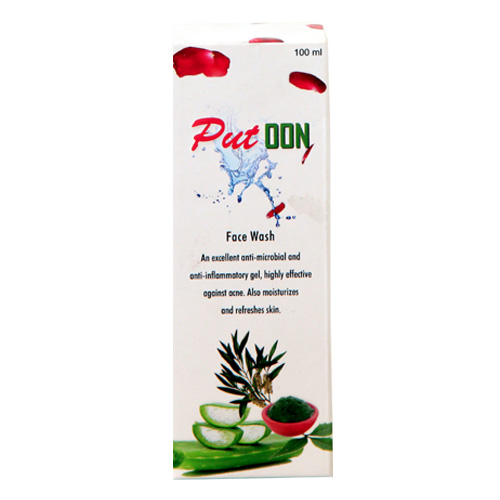 100 ml
Put OON
Face Wash
An excellent anti-microbial and
anti-inflammatory gel, highly effective
against acne. Also moisturizes
and refreshes skin.